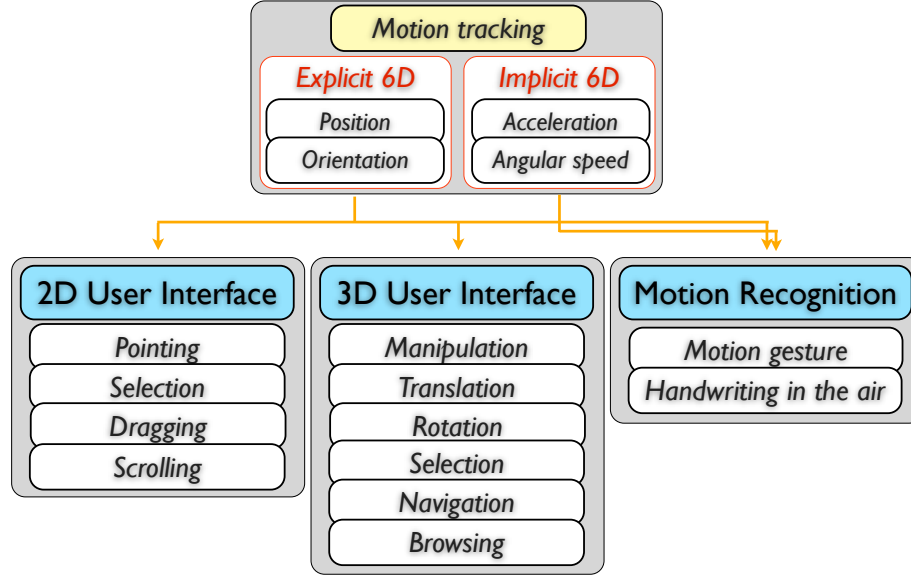 Motion tracking
Explicit 6D
Position
Orientation
Implicit 6D
Acceleration
Angular speed
2D User Interface
Pointing
Selection
Dragging
Scrolling
3D User Interface
Manipulation
Translation
Rotation
Selection
Navigation
Browsing
Motion Recognition
Motion gesture
Handwriting in the air